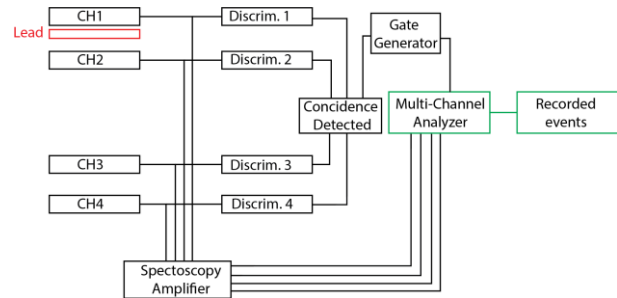 CH1
Discrim. 1
Lead
CH2
Discrim. 2
Gate
Generator
Concidence
Detected
Multi-Channel
Analyzer
Recorded
events
CH3
Discrim. 3
CH4
Discrim. 4
Spectoscopy
Amplifier